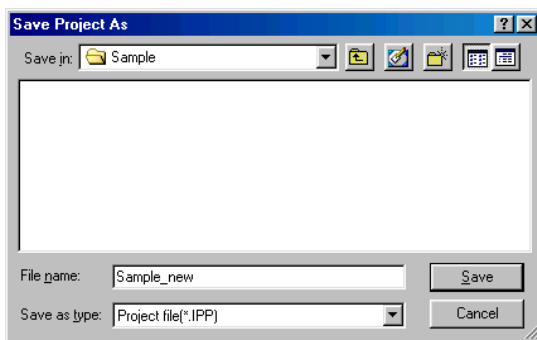 Save Project As
Save in: Sample
File name: Sample_new Save
Save as type: Project file(*.IPP) Cancel